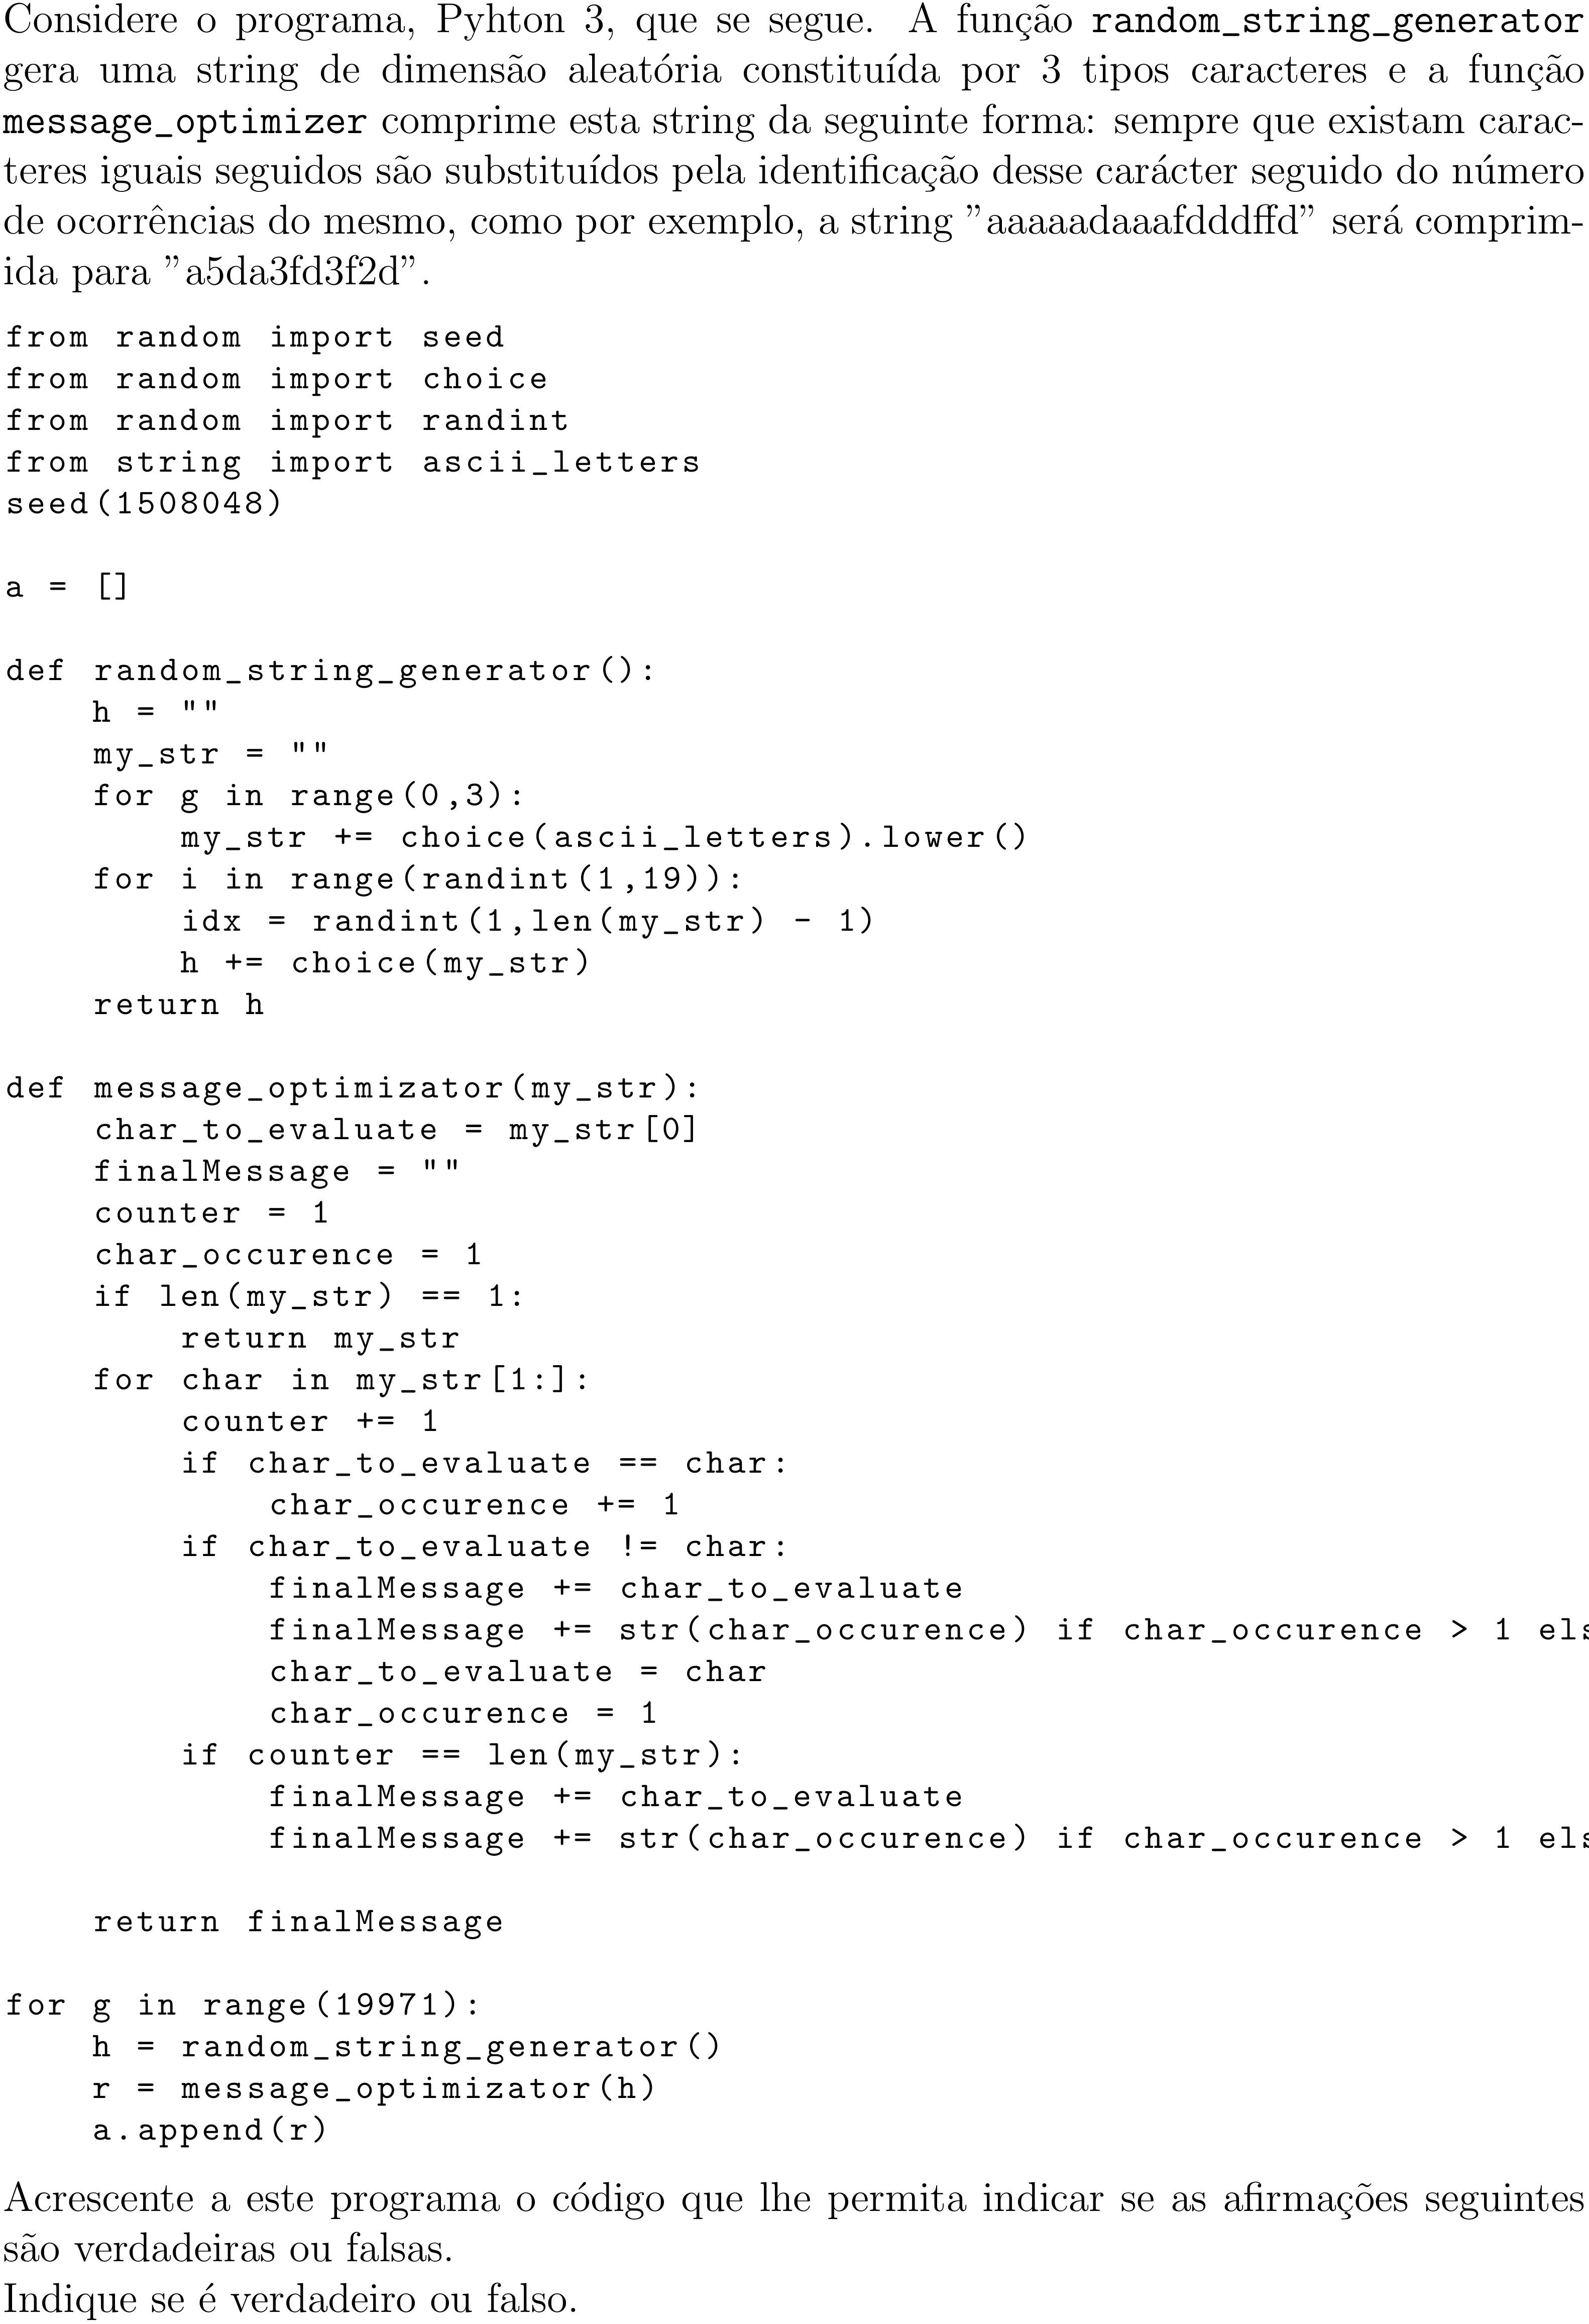 Considere o programa, Pyhton 3, que se segue. A função random_string_generator
gera uma string de dimensão aleatória constituída por 3 tipos caracteres e a função
message_optimizer comprime esta string da seguinte forma: sempre que existam carac-
teres iguais seguidos são substituídos pela identificação desse carácter seguido do número
de ocorrências do mesmo, como por exemplo, a string ”aaaaadaaafdddffd” será comprim-
ida para ”a5da3fd3f2d”.
from random import seed
from random import choice
from random import randint
from string import ascii_letters
seed(1508048)
a = []
def random_string_generator():
    h = ""
    my_str = ""
    for g in range(0,3):
        my_str += choice(ascii_letters).lower()
    for i in range(randint(1,19)):
        idx = randint(1,len(my_str) - 1)
        h += choice(my_str)
    return h
def message_optimizator(my_str):
    char_to_evaluate = my_str[0]
    finalMessage = ""
    counter = 1
    char_occurence = 1
    if len(my_str) == 1:
        return my_str
    for char in my_str[1:]:
        counter += 1
        if char_to_evaluate == char:
            char_occurence += 1
        if char_to_evaluate != char:
            finalMessage += char_to_evaluate
            finalMessage += str(char_occurence) if char_occurence > 1 els
            char_to_evaluate = char
            char_occurence = 1
        if counter == len(my_str):
            finalMessage += char_to_evaluate
            finalMessage += str(char_occurence) if char_occurence > 1 els
    return finalMessage
for g in range(19971):
    h = random_string_generator()
    r = message_optimizator(h)
    a.append(r)
Acrescente a este programa o código que lhe permita indicar se as afirmações seguintes
são verdadeiras ou falsas.
Indique se é verdadeiro ou falso.